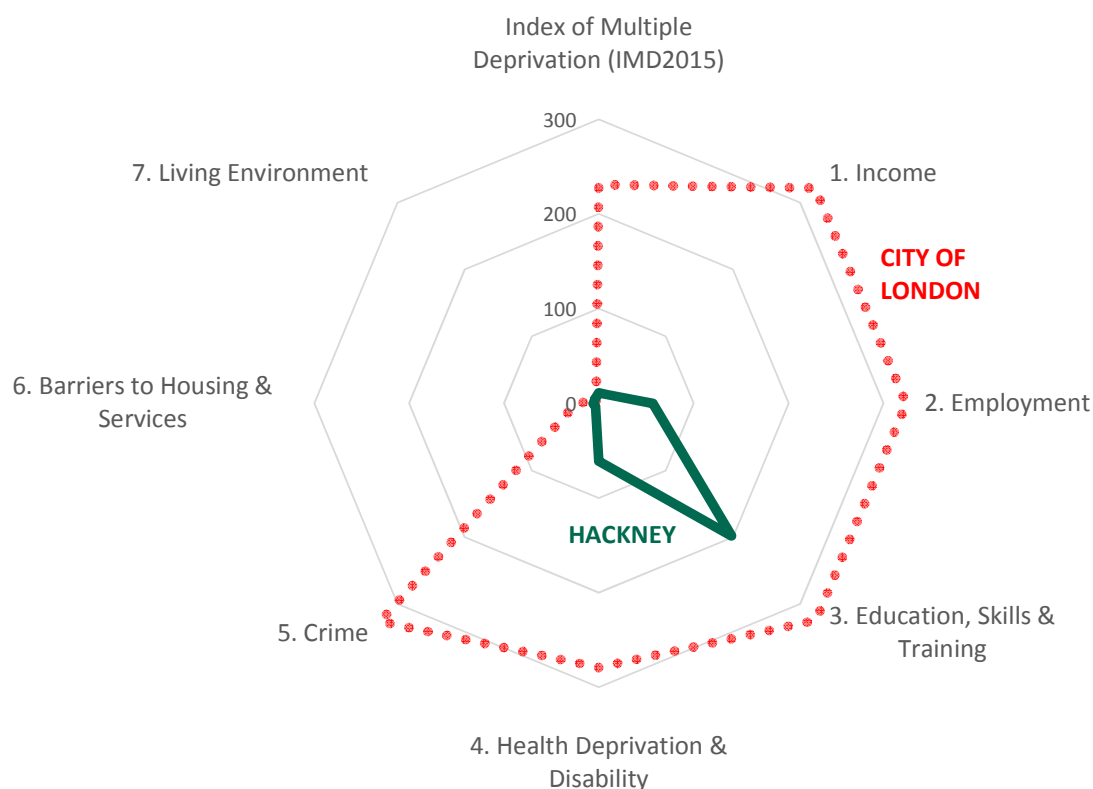 Index of Multiple
Deprivation (IMD2015)
300
7. Living Environment
1. Income
200
CITY OF
LONDON
100
6. Barriers to Housing &
Services
0
2. Employment
HACKNEY
3. Education, Skills &
Training
5. Crime
4. Health Deprivation &
Disability